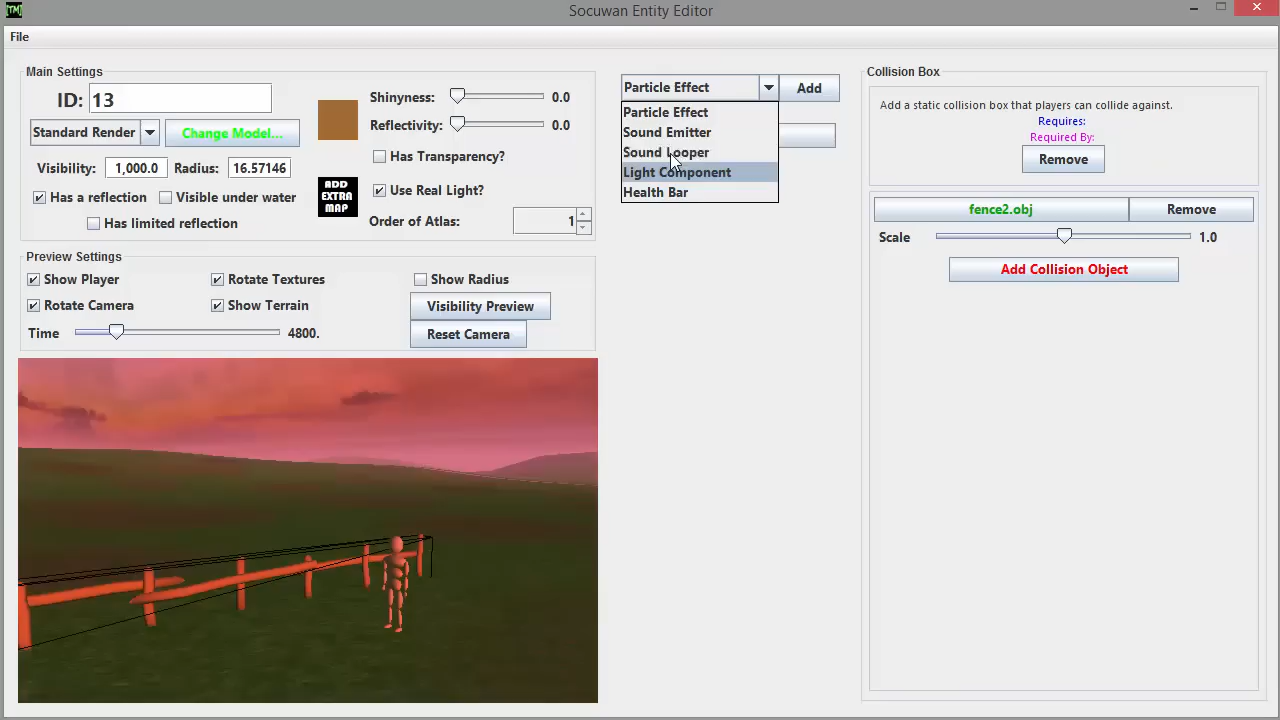 TMJ
Socuwan Entity Editor
File
Main Settings
ID: 13
Standard Render
Change Model...
Visibility: 1,000.0 Radius: 16.57146
Has a reflection Visible under water
Has limited reflection
ADD
EXTRA
MAP
Shinyness: 0.0
Reflectivity: 0.0
Has Transparency?
Use Real Light?
Order of Atlas: 1
Preview Settings
Show Player Rotate Textures Show Radius
Rotate Camera Show Terrain Visibility Preview
Time 4800. Reset Camera
Particle Effect Add
Particle Effect
Sound Emitter
Sound Looper
Light Component
Health Bar
Collision Box
Add a static collision box that players can collide against.
Requires:
Required By:
Remove
fence2.obj Remove
Scale 1.0
Add Collision Object